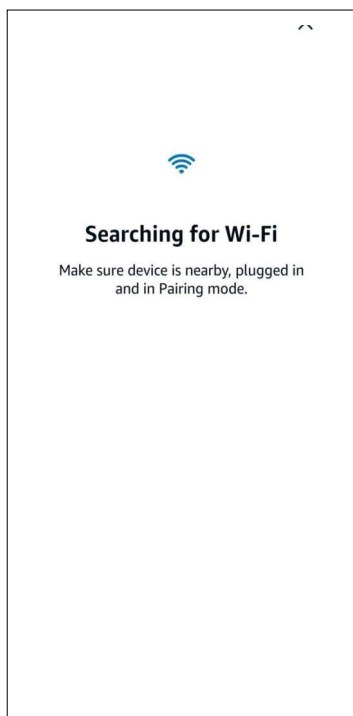 Searching for Wi-Fi
Make sure device is nearby, plugged in
and in Pairing mode.